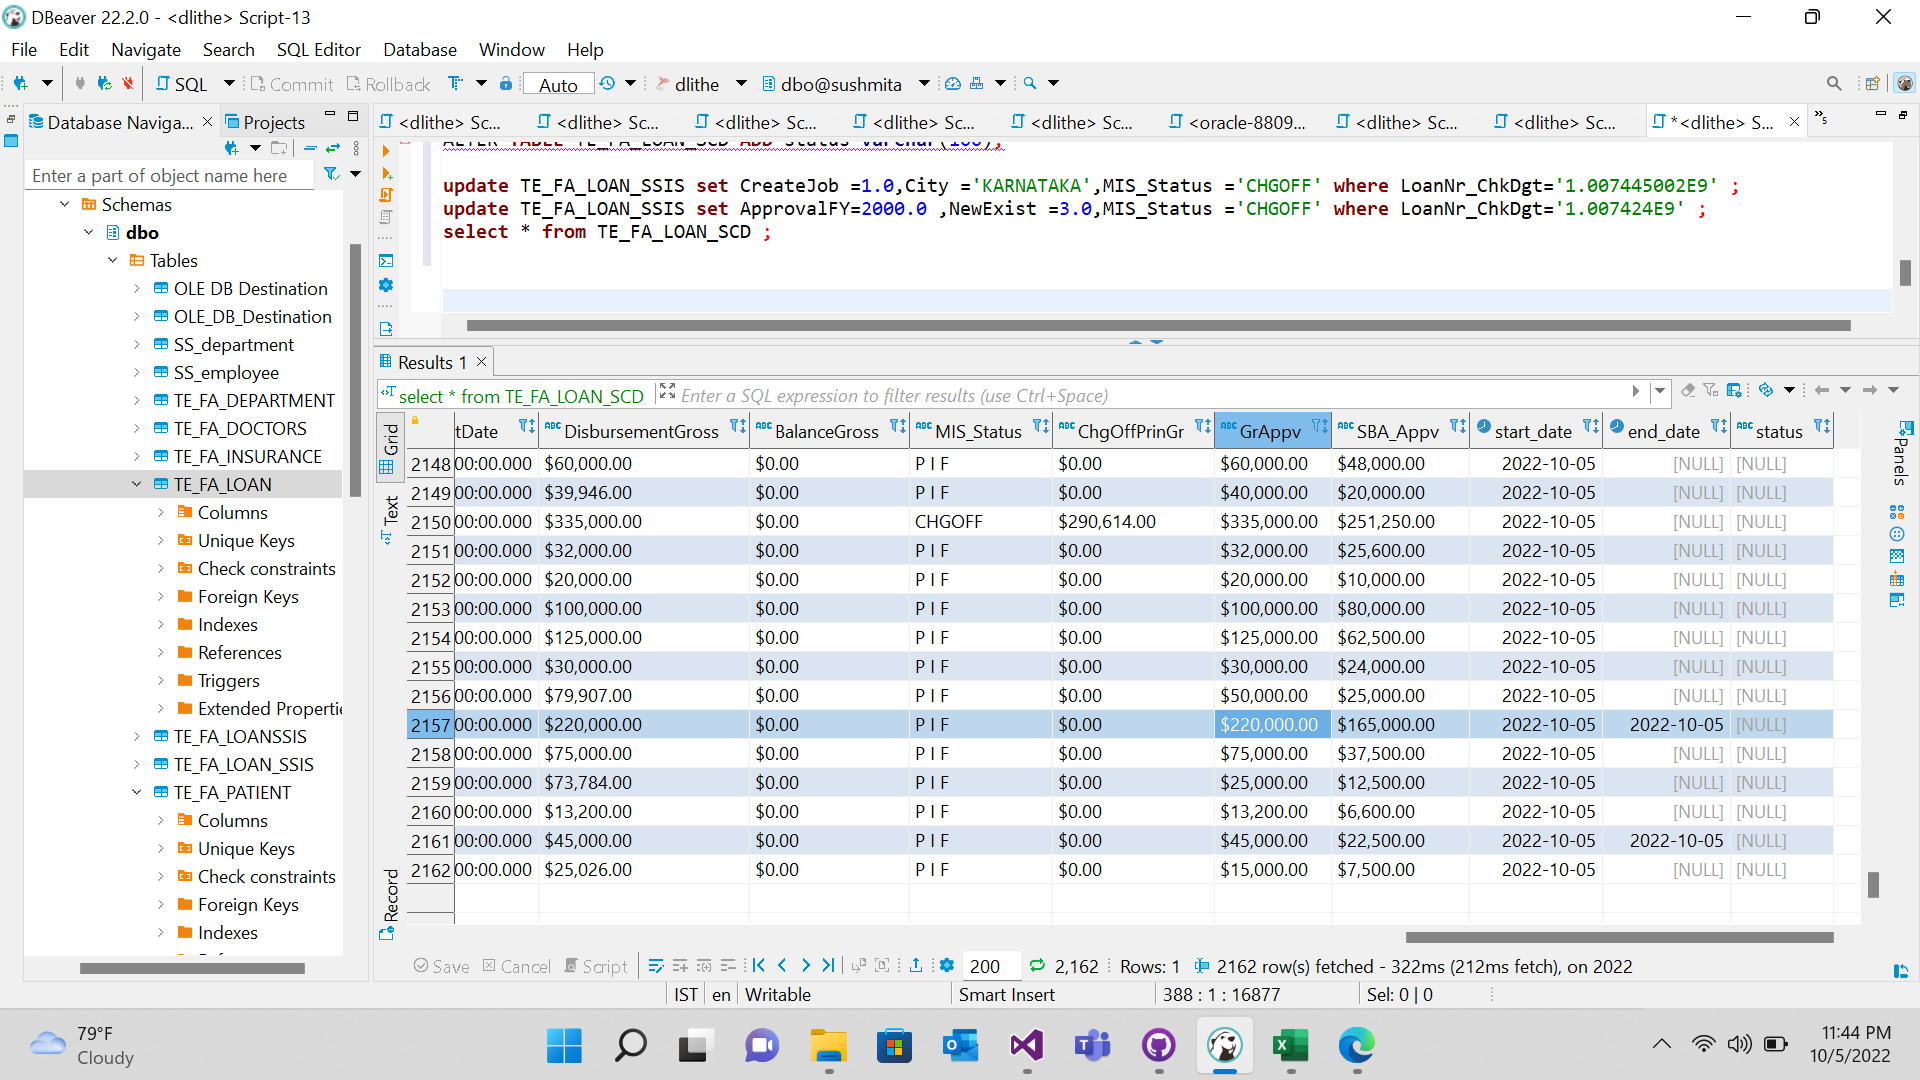 DBeaver 22.2.0 - <dlithe> Script-13
File Edit Navigate Search SQL Editor Database Window Help
SQL Commit Rollback Auto dlithe dbo@sushmita
Database Naviga... Projects
Enter a part of object name here
Schemas
dbo
Tables
OLE DB Destination
OLE_DB_Destination
SS_department
SS_employee
TE_FA_DEPARTMENT
TE_FA_DOCTORS
TE_FA_INSURANCE
TE_FA_LOAN
Columns
Unique Keys
Check constraints
Foreign Keys
Indexes
References
Triggers
Extended Properti
TE_FA_LOANSSIS
TE_FA_LOAN_SSIS
TE_FA_PATIENT
Columns
Unique Keys
Check constraints
Foreign Keys
Indexes
<dlithe> Sc... <dlithe> Sc... <dlithe> Sc... <dlithe> Sc... <dlithe> Sc... <oracle-8809... <dlithe> Sc... <dlithe> Sc... *<dlithe> S... »5
ALTER TABLE TE_FA_LOAN_SCD ADD status varchar(100);
update TE_FA_LOAN_SSIS set CreateJob =1.0,City ='KARNATAKA',MIS_Status ='CHGOFF' where LoanNr_ChkDgt='1.007445002E9' ;
update TE_FA_LOAN_SSIS set ApprovalFY=2000.0 ,NewExist =3.0,MIS_Status ='CHGOFF' where LoanNr_ChkDgt='1.007424E9' ;
select * from TE_FA_LOAN_SCD ;
Results 1
select * from TE_FA_LOAN_SCD Enter a SQL expression to filter results (use Ctrl+Space)
Grid
Text
Record
Panels
tDate ABC DisbursementGross ABC BalanceGross ABC MIS_Status ABC ChgOffPrinGr ABC GrAppv ABC SBA_Appv start_date end_date ABC status
2148 00:00.000 $60,000.00 $0.00 P I F $0.00 $60,000.00 $48,000.00 2022-10-05 [NULL] [NULL]
2149 00:00.000 $39,946.00 $0.00 P I F $0.00 $40,000.00 $20,000.00 2022-10-05 [NULL] [NULL]
2150 00:00.000 $335,000.00 $0.00 CHGOFF $290,614.00 $335,000.00 $251,250.00 2022-10-05 [NULL] [NULL]
2151 00:00.000 $32,000.00 $0.00 P I F $0.00 $32,000.00 $25,600.00 2022-10-05 [NULL] [NULL]
2152 00:00.000 $20,000.00 $0.00 P I F $0.00 $20,000.00 $10,000.00 2022-10-05 [NULL] [NULL]
2153 00:00.000 $100,000.00 $0.00 P I F $0.00 $100,000.00 $80,000.00 2022-10-05 [NULL] [NULL]
2154 00:00.000 $125,000.00 $0.00 P I F $0.00 $125,000.00 $62,500.00 2022-10-05 [NULL] [NULL]
2155 00:00.000 $30,000.00 $0.00 P I F $0.00 $30,000.00 $24,000.00 2022-10-05 [NULL] [NULL]
2156 00:00.000 $79,907.00 $0.00 P I F $0.00 $50,000.00 $25,000.00 2022-10-05 [NULL] [NULL]
2157 00:00.000 $220,000.00 $0.00 P I F $0.00 $220,000.00 $165,000.00 2022-10-05 2022-10-05 [NULL]
2158 00:00.000 $75,000.00 $0.00 P I F $0.00 $75,000.00 $37,500.00 2022-10-05 [NULL] [NULL]
2159 00:00.000 $73,784.00 $0.00 P I F $0.00 $25,000.00 $12,500.00 2022-10-05 [NULL] [NULL]
2160 00:00.000 $13,200.00 $0.00 P I F $0.00 $13,200.00 $6,600.00 2022-10-05 [NULL] [NULL]
2161 00:00.000 $45,000.00 $0.00 P I F $0.00 $45,000.00 $22,500.00 2022-10-05 2022-10-05 [NULL]
2162 00:00.000 $25,026.00 $0.00 P I F $0.00 $15,000.00 $7,500.00 2022-10-05 [NULL] [NULL]
Save Cancel Script 200 2,162 Rows: 1 2162 row(s) fetched - 322ms (212ms fetch), on 2022
IST en Writable Smart Insert 388 : 1 : 16877 Sel: 0 | 0
79°F
Cloudy
11:44 PM
10/5/2022